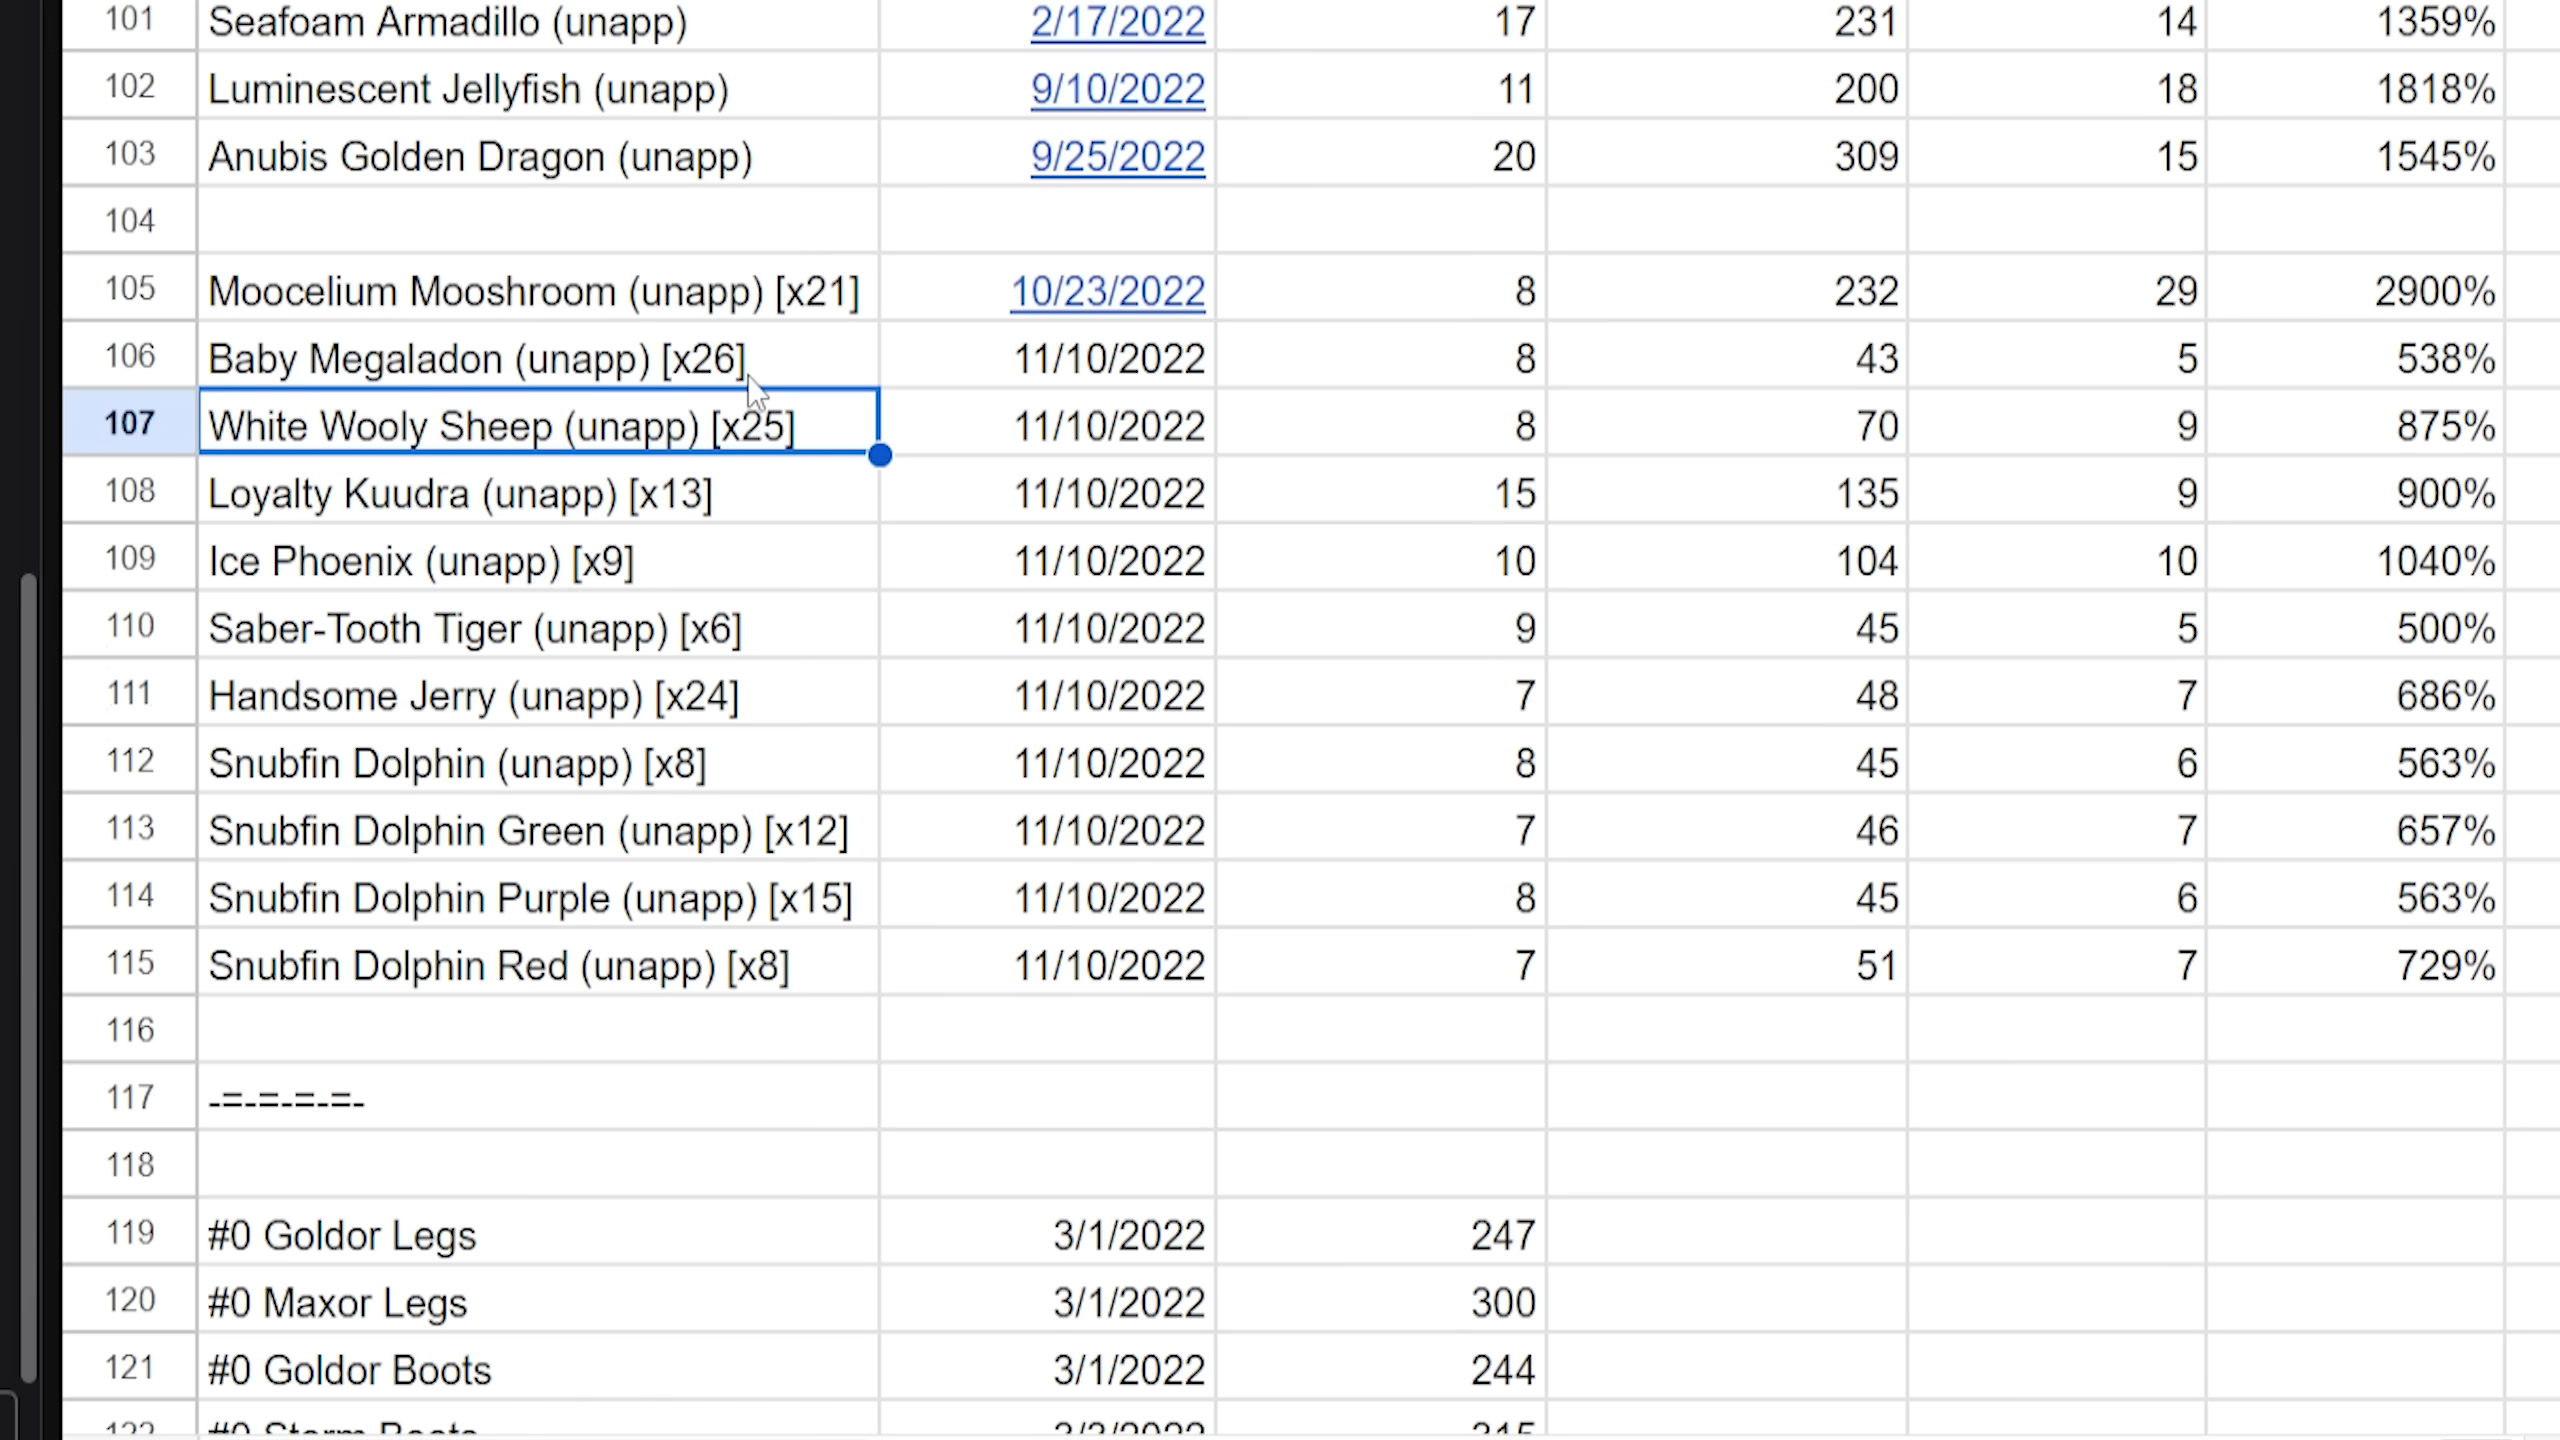 101 Seafoam Armadillo (unapp) 2/17/2022 17 231 14 1359%
102 Luminescent Jellyfish (unapp) 9/10/2022 11 200 18 1818%
103 Anubis Golden Dragon (unapp) 9/25/2022 20 309 15 1545%
104
105 Moocelium Mooshroom (unapp) [x21] 10/23/2022 8 232 29 2900%
106 Baby Megaladon (unapp) [x26] 11/10/2022 8 43 5 538%
107 White Wooly Sheep (unapp) [x25] 11/10/2022 8 70 9 875%
108 Loyalty Kuudra (unapp) [x13] 11/10/2022 15 135 9 900%
109 Ice Phoenix (unapp) [x9] 11/10/2022 10 104 10 1040%
110 Saber-Tooth Tiger (unapp) [x6] 11/10/2022 9 45 5 500%
111 Handsome Jerry (unapp) [x24] 11/10/2022 7 48 7 686%
112 Snubfin Dolphin (unapp) [x8] 11/10/2022 8 45 6 563%
113 Snubfin Dolphin Green (unapp) [x12] 11/10/2022 7 46 7 657%
114 Snubfin Dolphin Purple (unapp) [x15] 11/10/2022 8 45 6 563%
115 Snubfin Dolphin Red (unapp) [x8] 11/10/2022 7 51 7 729%
116
117 -=-=-=-=-
118
119 #0 Goldor Legs 3/1/2022 247
120 #0 Maxor Legs 3/1/2022 300
121 #0 Goldor Boots 3/1/2022 244
122 #0 Storm Boots